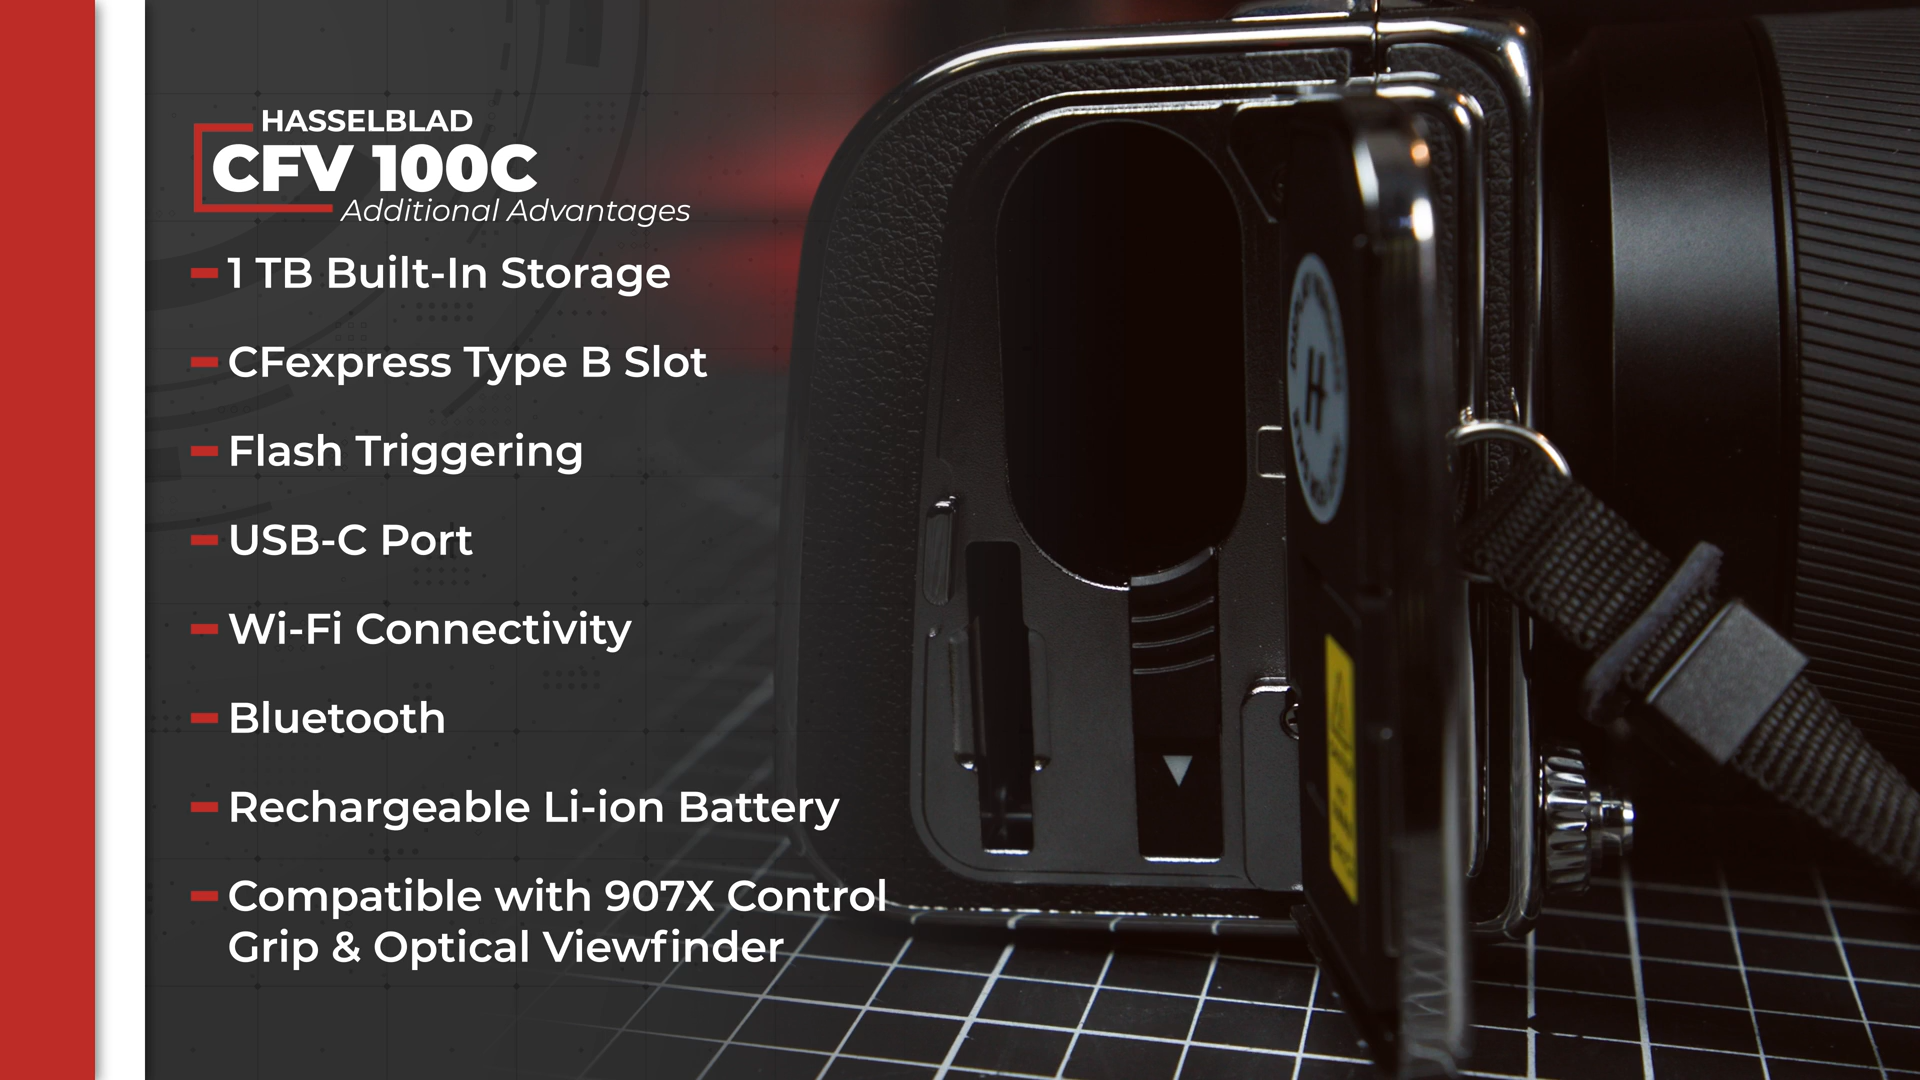 HASSELBLAD
CFV 100C
Additional Advantages
1 TB Built-In Storage
CFexpress Type B Slot
Flash Triggering
USB-C Port
Wi-Fi Connectivity
Bluetooth
Rechargeable Li-ion Battery
Compatible with 907X Control
Grip & Optical Viewfinder
H